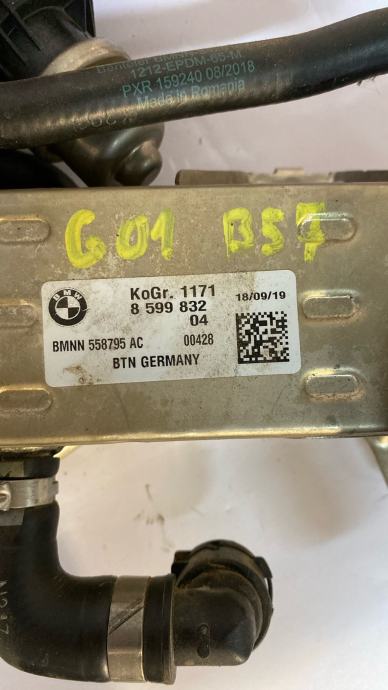 1212-EPDM-65-M
PXR 159240 08/2018
Made in Romania
G01 B57
BMW
KoGr. 1171
18/09/19
8 599 832
04
BMNN 558795 AC
00428
BTN GERMANY